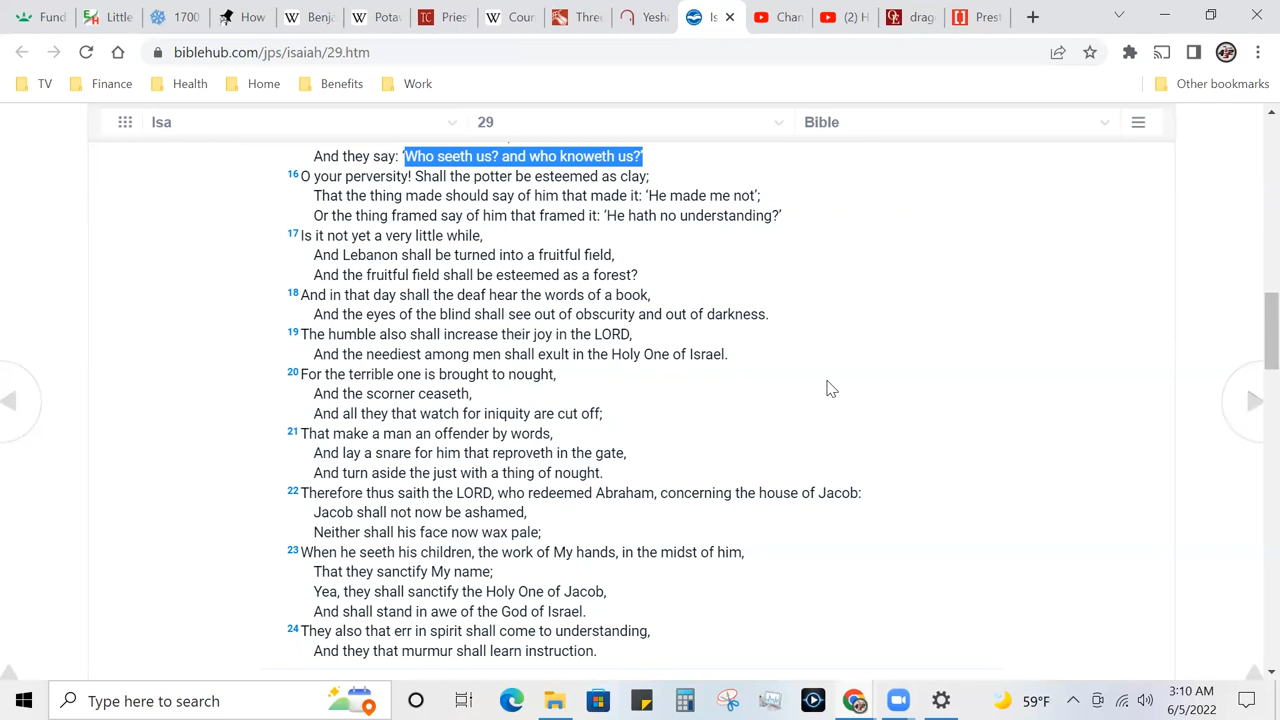 Fund
Little
1700
How
Benja
Potav
Pries
Cour
Three
Yesha
Is
Chan
(2) H
drag
Prest
biblehub.com/jps/isaiah/29.htm
TV
Finance
Health
Home
Benefits
Work
Other bookmarks
Isa
29
Bible
And they say: ‘Who seeth us? and who knoweth us?’
16 O your perversity! Shall the potter be esteemed as clay;
That the thing made should say of him that made it: ‘He made me not’;
Or the thing framed say of him that framed it: ‘He hath no understanding?’
17 Is it not yet a very little while,
And Lebanon shall be turned into a fruitful field,
And the fruitful field shall be esteemed as a forest?
18 And in that day shall the deaf hear the words of a book,
And the eyes of the blind shall see out of obscurity and out of darkness.
19 The humble also shall increase their joy in the LORD,
And the neediest among men shall exult in the Holy One of Israel.
20 For the terrible one is brought to nought,
And the scorner ceaseth,
And all they that watch for iniquity are cut off;
21 That make a man an offender by words,
And lay a snare for him that reproveth in the gate,
And turn aside the just with a thing of nought.
22 Therefore thus saith the LORD, who redeemed Abraham, concerning the house of Jacob:
Jacob shall not now be ashamed,
Neither shall his face now wax pale;
23 When he seeth his children, the work of My hands, in the midst of him,
That they sanctify My name;
Yea, they shall sanctify the Holy One of Jacob,
And shall stand in awe of the God of Israel.
24 They also that err in spirit shall come to understanding,
And they that murmur shall learn instruction.
Type here to search
59°F
3:10 AM
6/5/2022